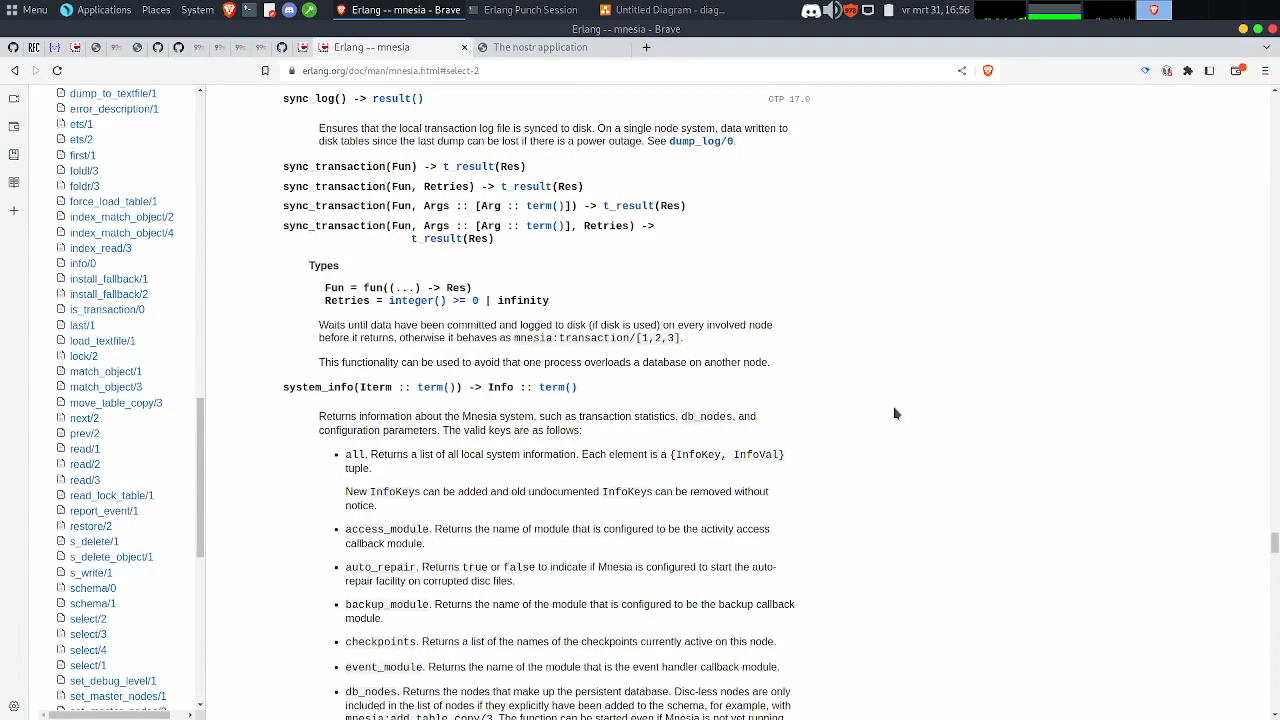 Menu Applications Places System Erlang -- mnesia - Brave Erlang Punch Session Untitled Diagram - diag... vr mrt 31, 16:56
Erlang -- mnesia - Brave
Erlang -- mnesia The nostr application
erlang.org/doc/man/mnesia.html#select-2
dump_to_textfile/1
error_description/1
ets/1
ets/2
first/1
foldl/3
foldr/3
force_load_table/1
index_match_object/2
index_match_object/4
index_read/3
info/0
install_fallback/1
install_fallback/2
is_transaction/0
last/1
load_textfile/1
lock/2
match_object/1
match_object/3
move_table_copy/3
next/2
prev/2
read/1
read/2
read/3
read_lock_table/1
report_event/1
restore/2
s_delete/1
s_delete_object/1
s_write/1
schema/0
schema/1
select/2
select/3
select/4
select/1
set_debug_level/1
set_master_nodes/1
sync_log() -> result() OTP 17.0
Ensures that the local transaction log file is synced to disk. On a single node system, data written to
disk tables since the last dump can be lost if there is a power outage. See dump_log/0.
sync_transaction(Fun) -> t_result(Res)
sync_transaction(Fun, Retries) -> t_result(Res)
sync_transaction(Fun, Args :: [Arg :: term()]) -> t_result(Res)
sync_transaction(Fun, Args :: [Arg :: term()], Retries) ->
t_result(Res)
Types
Fun = fun((...) -> Res)
Retries = integer() >= 0 | infinity
Waits until data have been committed and logged to disk (if disk is used) on every involved node
before it returns, otherwise it behaves as mnesia:transaction/[1,2,3].
This functionality can be used to avoid that one process overloads a database on another node.
system_info(Iterm :: term()) -> Info :: term()
Returns information about the Mnesia system, such as transaction statistics, db_nodes, and
configuration parameters. The valid keys are as follows:
• all. Returns a list of all local system information. Each element is a {InfoKey, InfoVal}
tuple.
New InfoKeys can be added and old undocumented InfoKeys can be removed without
notice.
• access_module. Returns the name of module that is configured to be the activity access
callback module.
• auto_repair. Returns true or false to indicate if Mnesia is configured to start the auto-
repair facility on corrupted disc files.
• backup_module. Returns the name of the module that is configured to be the backup callback
module.
• checkpoints. Returns a list of the names of the checkpoints currently active on this node.
• event_module. Returns the name of the module that is the event handler callback module.
• db_nodes. Returns the nodes that make up the persistent database. Disc-less nodes are only
included in the list of nodes if they explicitly have been added to the schema, for example, with
mnesia:add_table_copy/3. The function can be started even if Mnesia is not yet running.